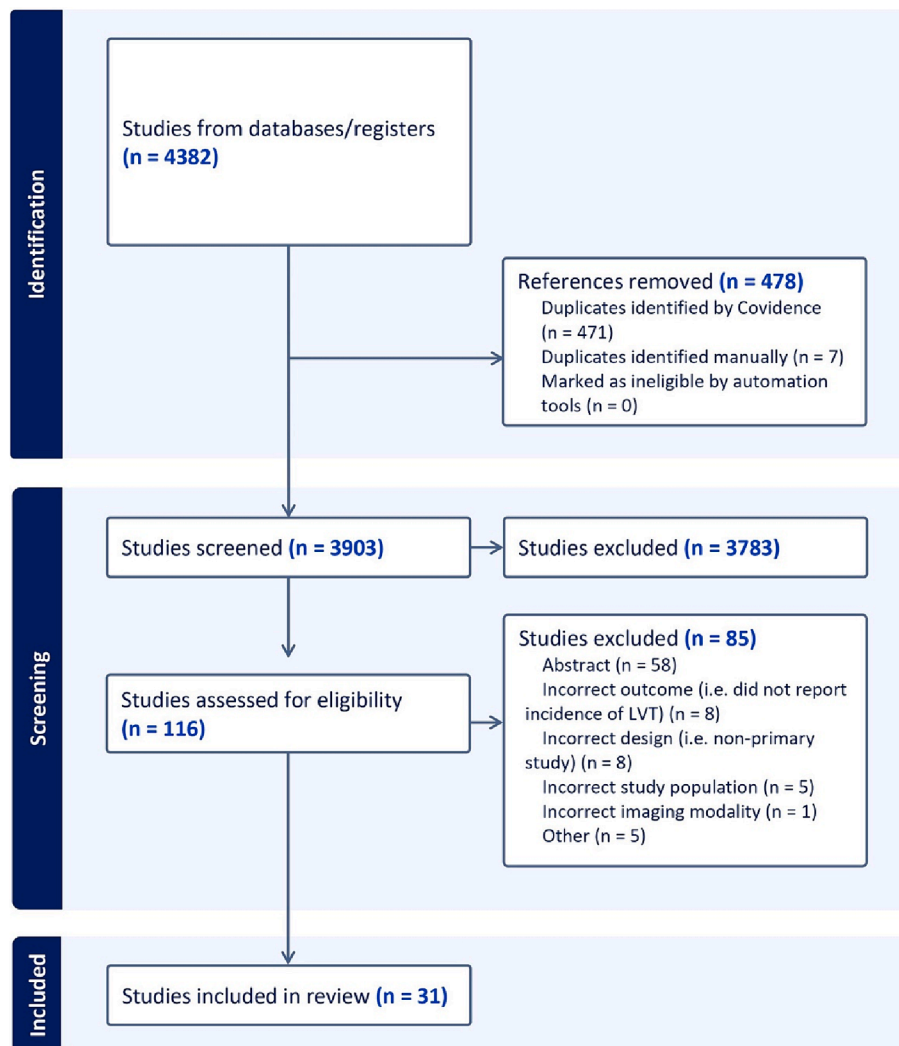 Identification
Studies from databases/registers
(n = 4382)
References removed (n = 478)
Duplicates identified by Covidence
(n = 471)
Duplicates identified manually (n = 7)
Marked as ineligible by automation
tools (n = 0)
Screening
Studies screened (n = 3903)
Studies excluded (n = 3783)
Studies assessed for eligibility
(n = 116)
Studies excluded (n = 85)
Abstract (n = 58)
Incorrect outcome (i.e. did not report
incidence of LVT) (n = 8)
Incorrect design (i.e. non-primary
study) (n = 8)
Incorrect study population (n = 5)
Incorrect imaging modality (n = 1)
Other (n = 5)
Included
Studies included in review (n = 31)